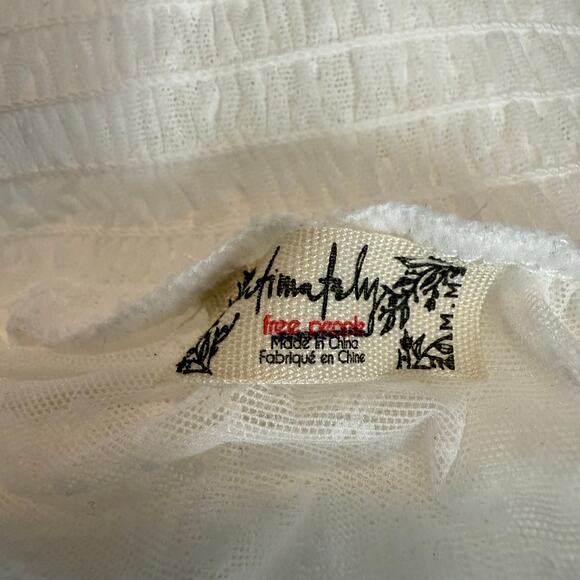 Intimately
free people
Made in China
Fabriqué en Chine
M.M